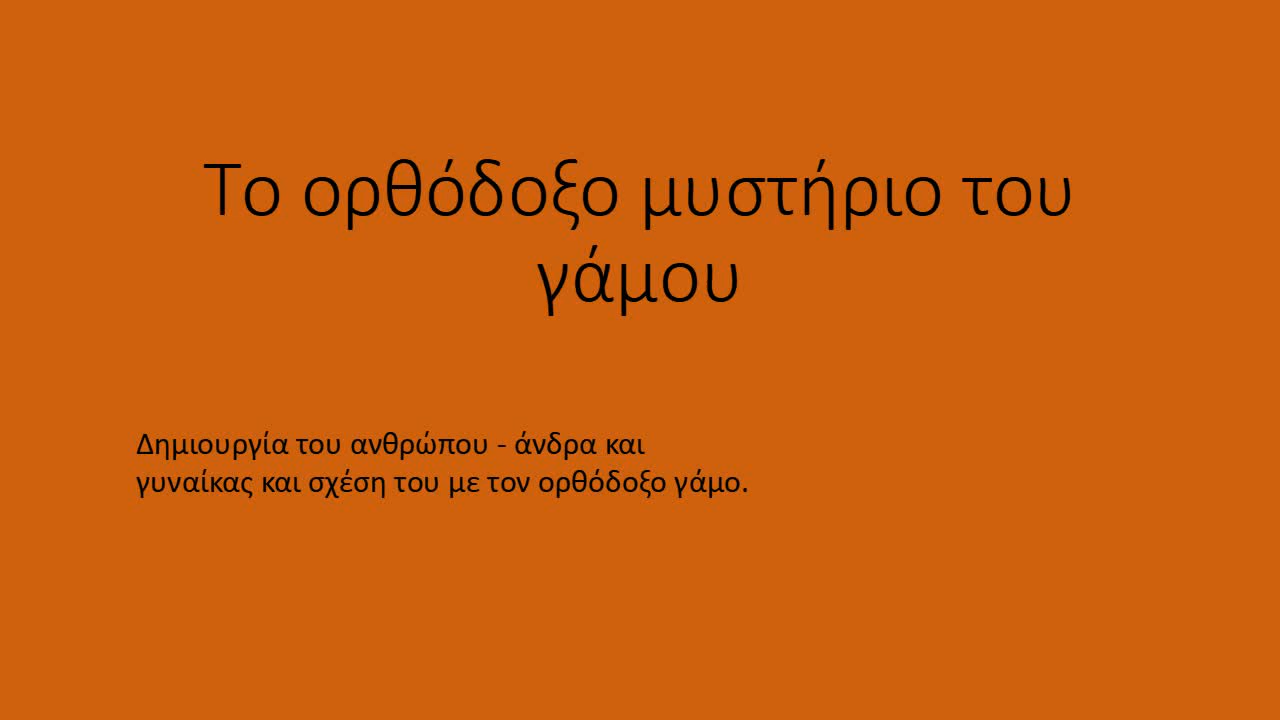 Το ορθόδοξο μυστήριο του
γάμου
Δημιουργία του ανθρώπου - άνδρα και
γυναίκας και σχέση του με τον ορθόδοξο γάμο.